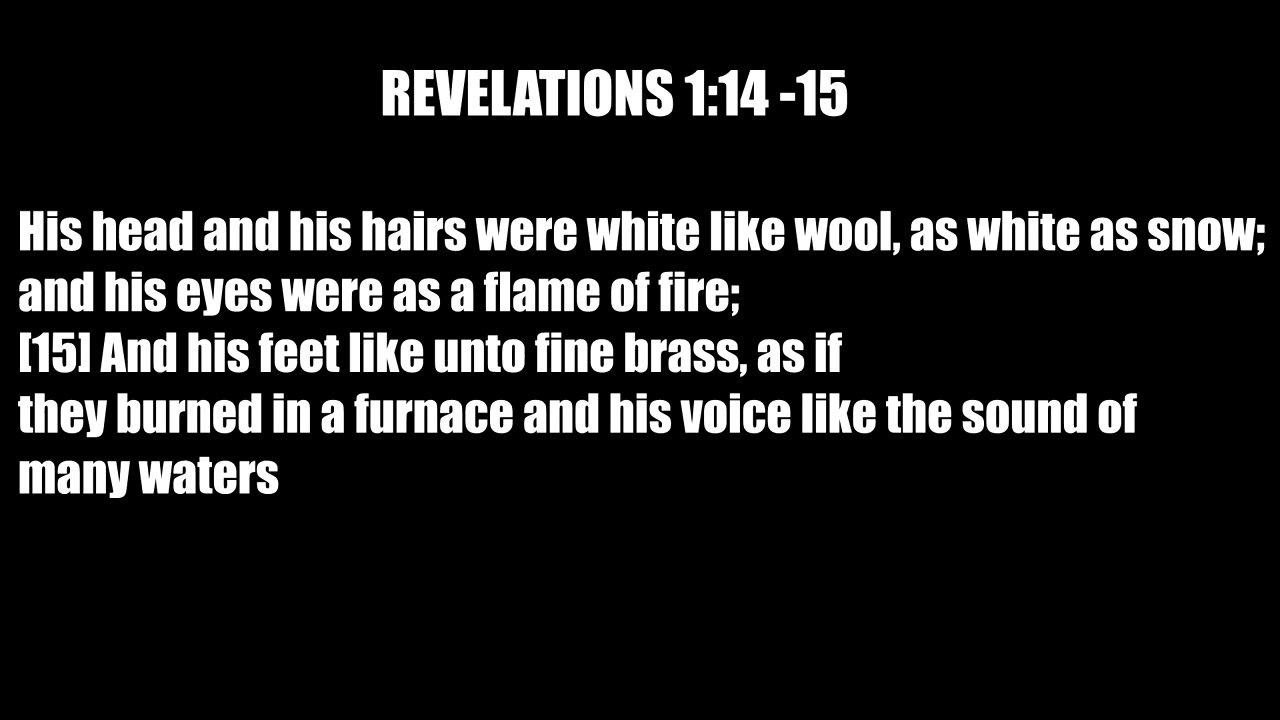 REVELATIONS 1:14 -15
His head and his hairs were white like wool, as white as snow;
and his eyes were as a flame of fire;
[15] And his feet like unto fine brass, as if
they burned in a furnace and his voice like the sound of
many waters